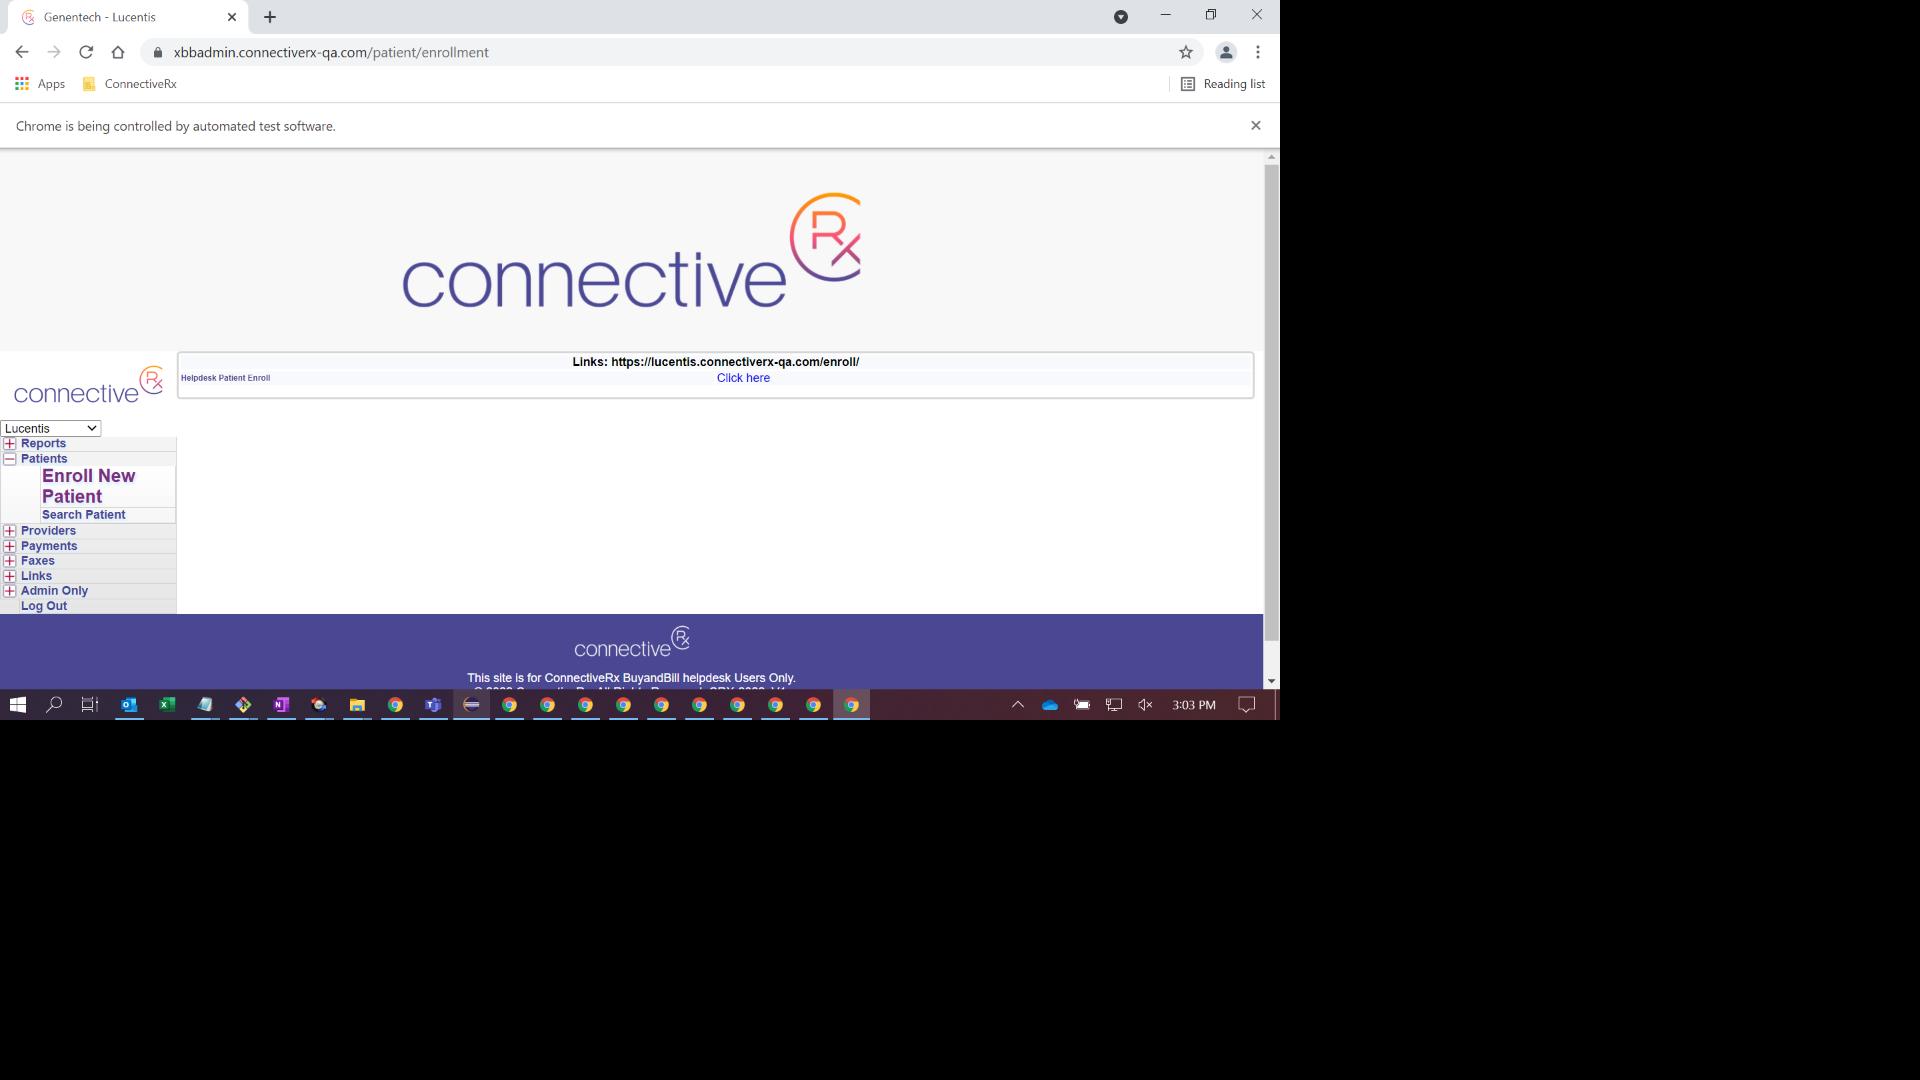 Genentech - Lucentis
xbbadmin.connectiverx-qa.com/patient/enrollment
Apps
ConnectiveRx
Reading list
Chrome is being controlled by automated test software.
connective Rx
connective Rx
Links: https://lucentis.connectiverx-qa.com/enroll/
Helpdesk Patient Enroll
Click here
Lucentis
Reports
Patients
Enroll New
Patient
Search Patient
Providers
Payments
Faxes
Links
Admin Only
Log Out
connective Rx
This site is for ConnectiveRx BuyandBill helpdesk Users Only.
3:03 PM